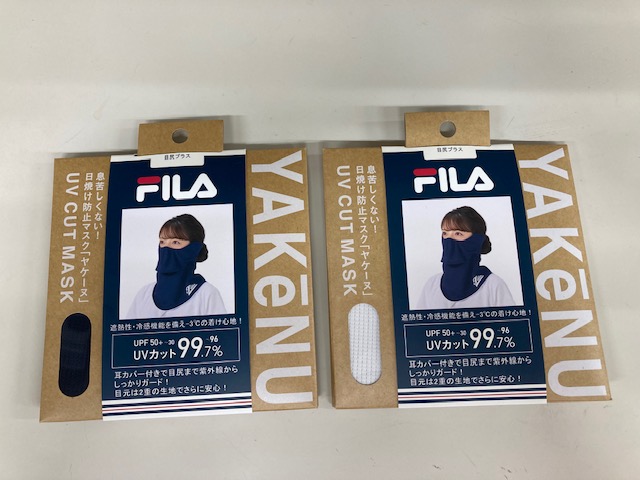 目尻プラス
FILA
YAKeNU
息苦しくない！
日焼け防止マスク「ヤケーヌ」
UV CUT MASK
遮熱性・冷感機能を備え−3℃の着け心地！
UPF 50+ -30 -96
UVカット 99.7%
耳カバー付きで目尻まで紫外線から
しっかりガード！
目元は2重の生地でさらに安心！
目尻プラス
FILA
YAKēNU
息苦しくない！
日焼け防止マスク「ヤケーヌ」
UV CUT MASK
遮熱性・冷感機能を備え−3℃の着け心地！
UPF 50+ -30 -96
UVカット 99.7%
耳カバー付きで目尻まで紫外線から
しっかりガード！
目元は2重の生地でさらに安心！